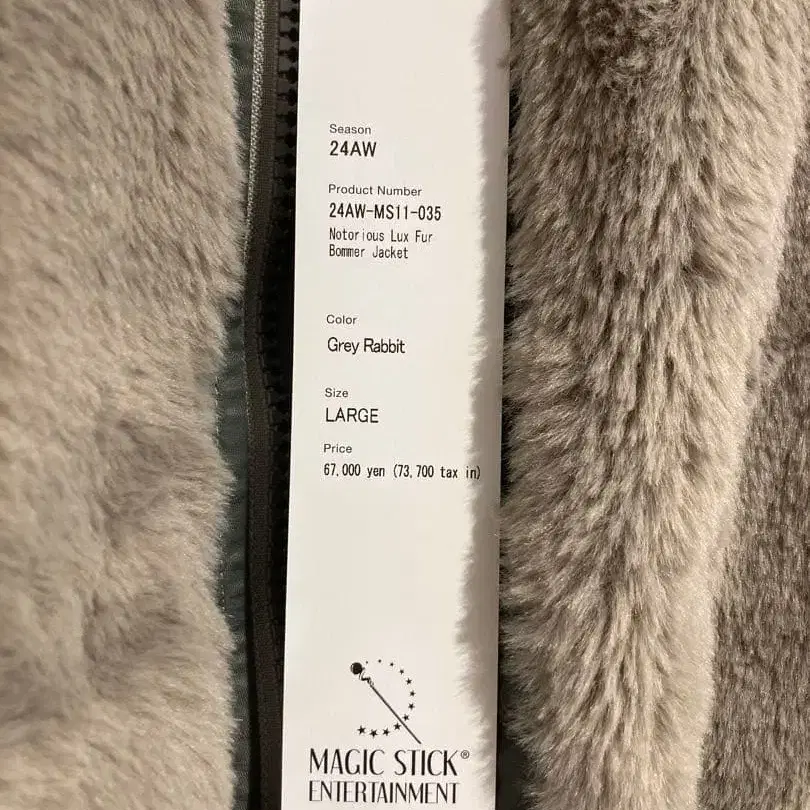 Season
24AW
Product Number
24AW-MS11-035
Notorious Lux Fur
Bommer Jacket
Color
Grey Rabbit
Size
LARGE
Price
67,000 yen (73,700 tax in)
MAGIC STICK®
ENTERTAINMENT